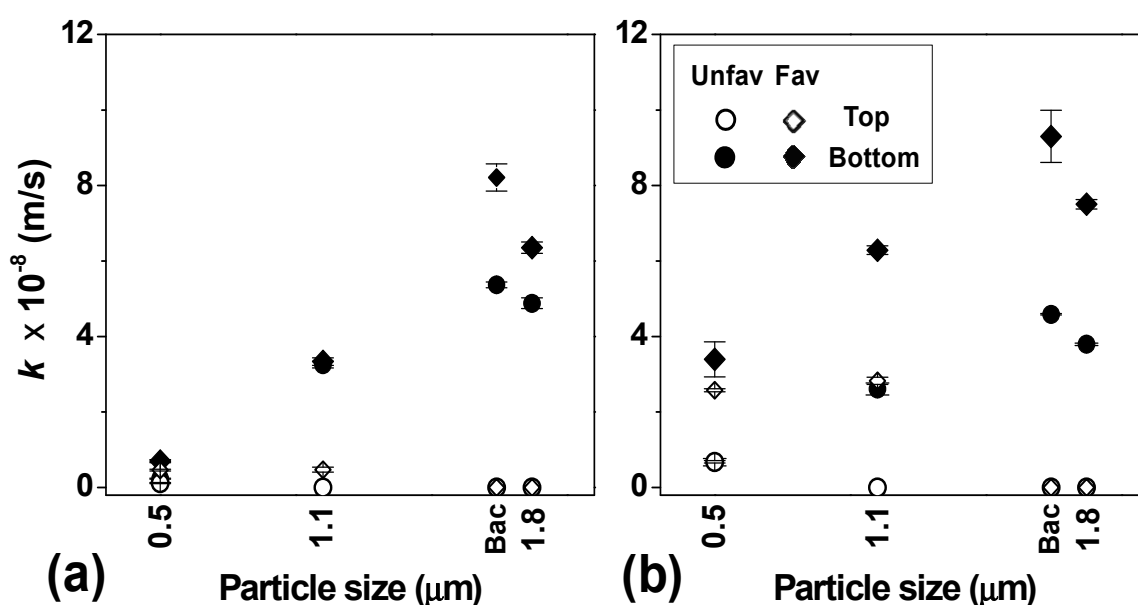 12
8
4
0
k x 10⁻⁸ (m/s)
0.5
1.1
Bac
1.8
(a)
Particle size (μm)
12
8
4
0
Unfav Fav
Top
Bottom
0.5
1.1
Bac
1.8
(b)
Particle size (μm)